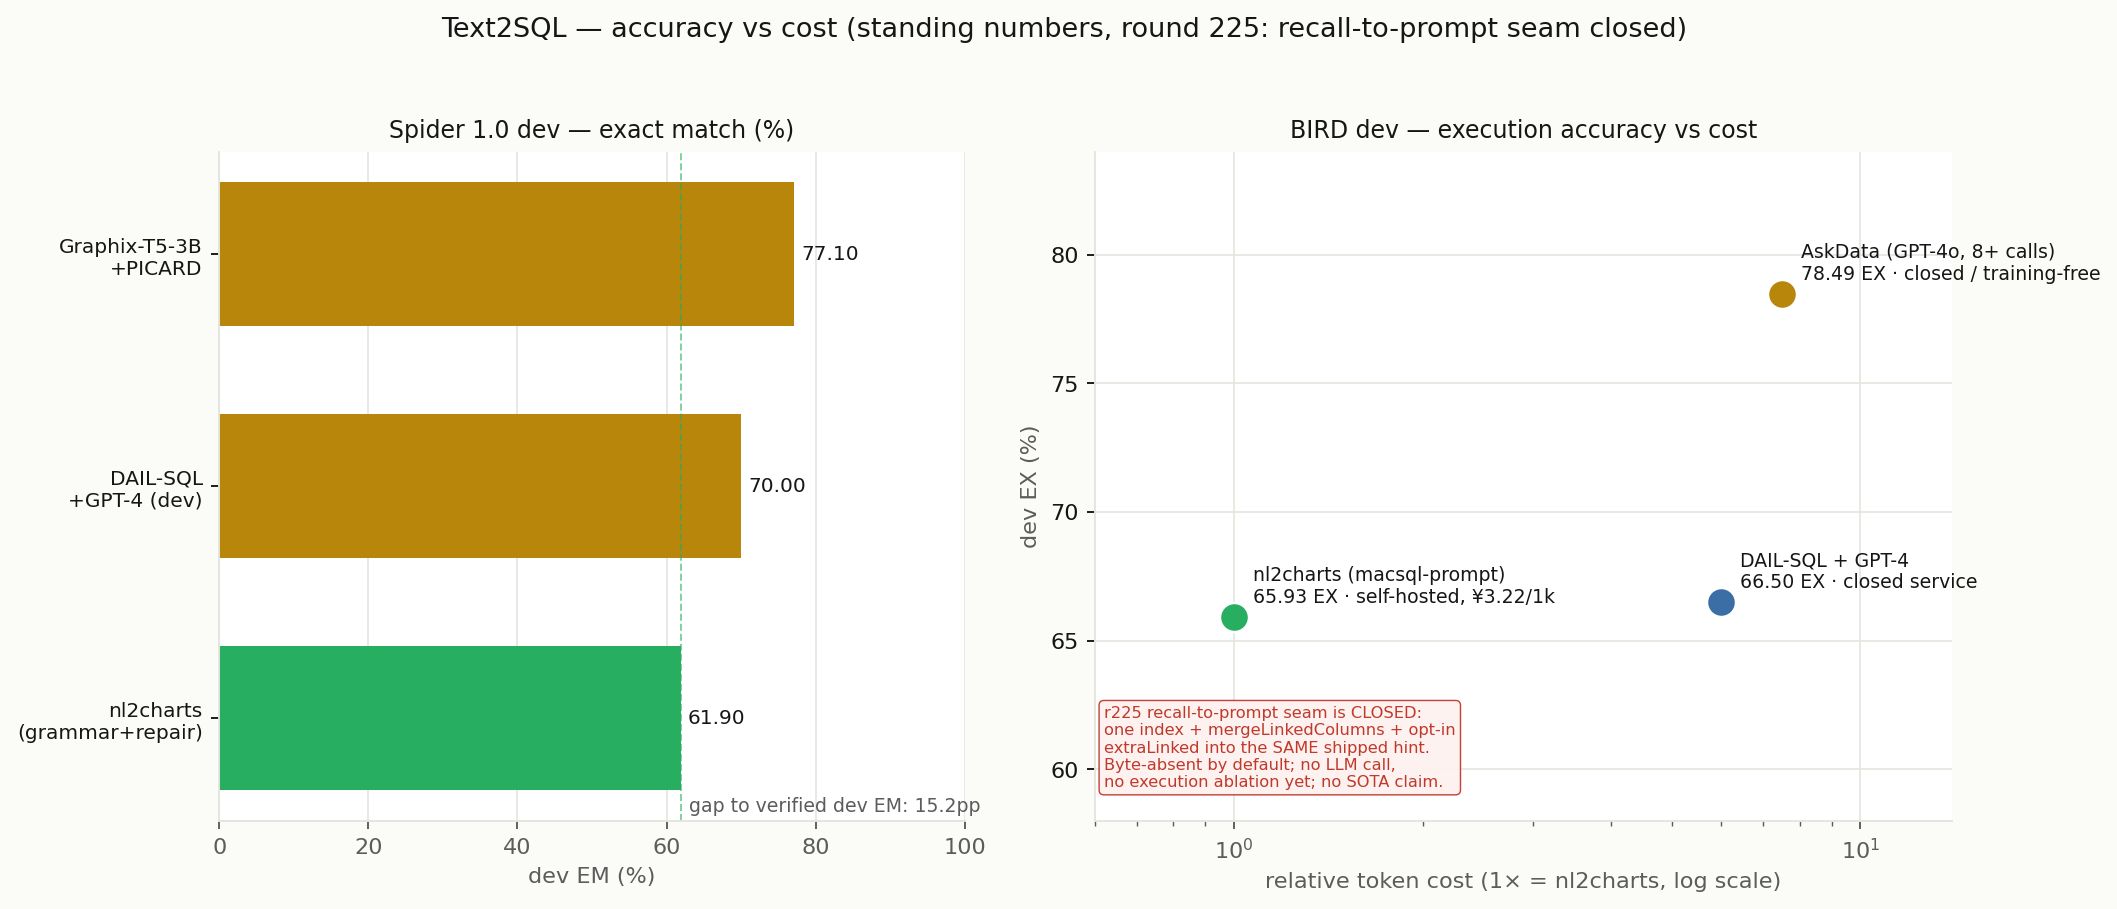 Text2SQL — accuracy vs cost (standing numbers, round 225: recall-to-prompt seam closed)
Spider 1.0 dev — exact match (%)
Graphix-T5-3B
+PICARD
77.10
DAIL-SQL
+GPT-4 (dev)
70.00
nl2charts
(grammar+repair)
61.90
gap to verified dev EM: 15.2pp
0 20 40 60 80 100
dev EM (%)
BIRD dev — execution accuracy vs cost
dev EX (%)
80
75
70
65
60
AskData (GPT-4o, 8+ calls)
78.49 EX · closed / training-free
DAIL-SQL + GPT-4
66.50 EX · closed service
nl2charts (macsql-prompt)
65.93 EX · self-hosted, ¥3.22/1k
r225 recall-to-prompt seam is CLOSED:
one index + mergeLinkedColumns + opt-in
extraLinked into the SAME shipped hint.
Byte-absent by default; no LLM call,
no execution ablation yet; no SOTA claim.
10⁰ 10¹
relative token cost (1× = nl2charts, log scale)